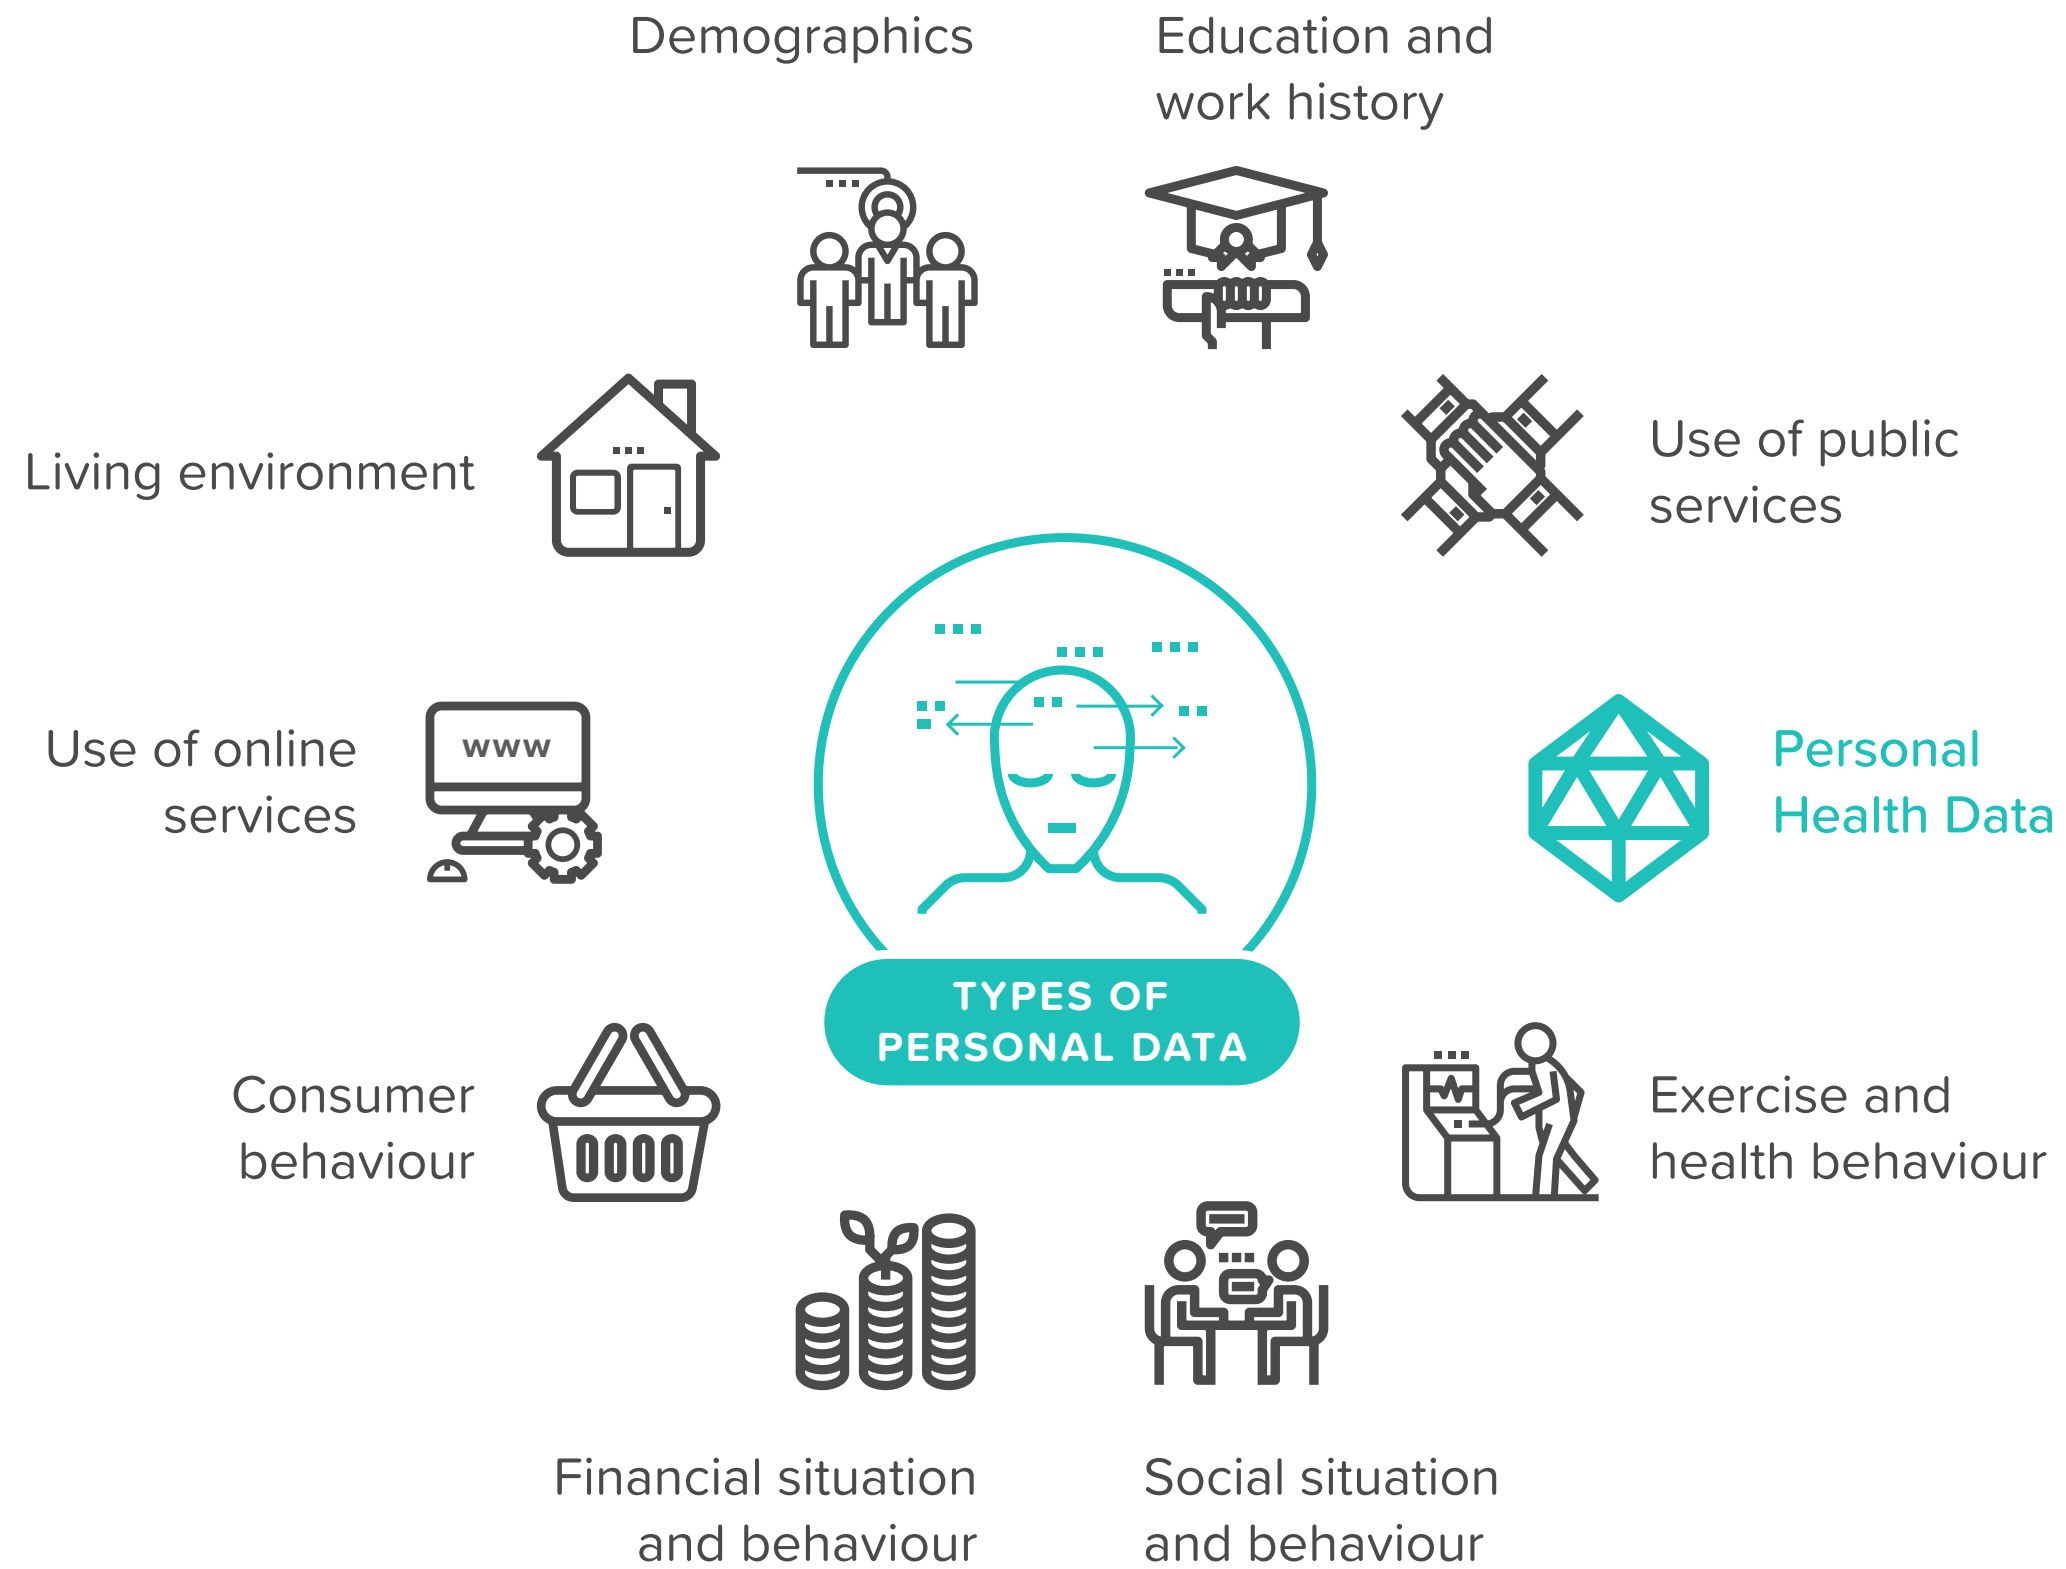 Demographics
Education and
work history
Living environment
Use of public
services
Use of online
services
www
Personal
Health Data
TYPES OF
PERSONAL DATA
Consumer
behaviour
Exercise and
health behaviour
Financial situation
and behaviour
Social situation
and behaviour